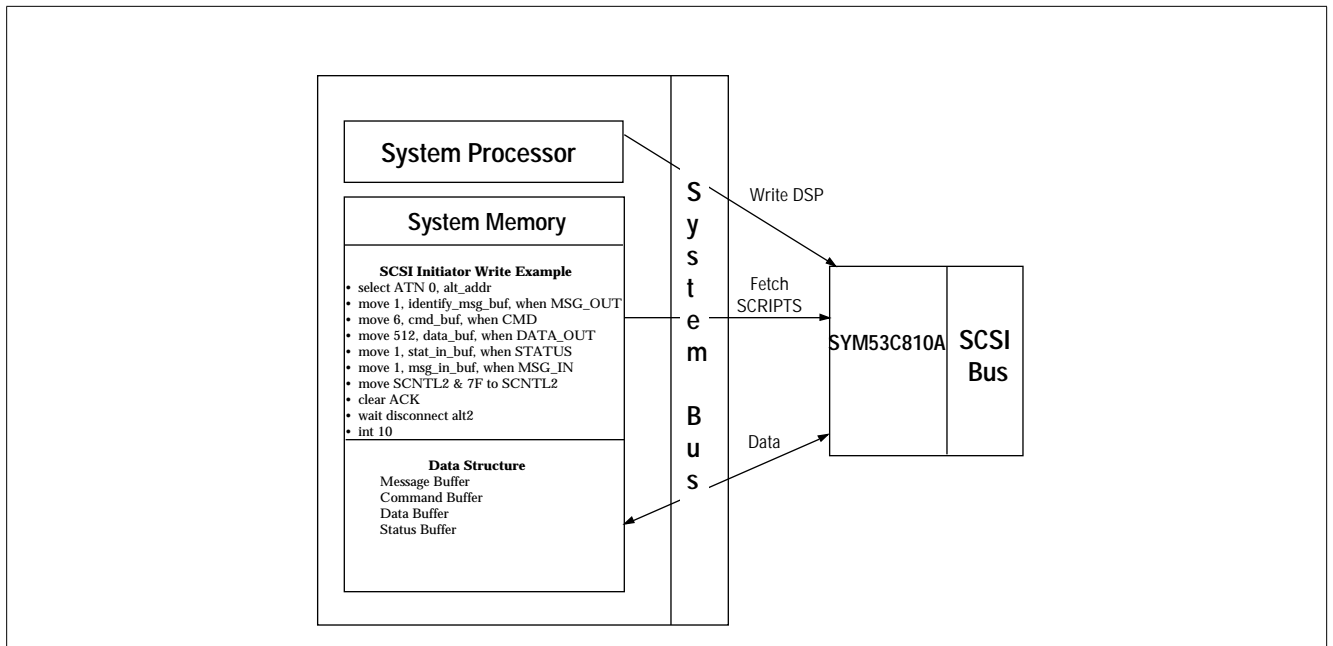 System Processor
System Memory
SCSI Initiator Write Example
• select ATN 0, alt_addr
• move 1, identify_msg_buf, when MSG_OUT
• move 6, cmd_buf, when CMD
• move 512, data_buf, when DATA_OUT
• move 1, stat_in_buf, when STATUS
• move 1, msg_in_buf, when MSG_IN
• move SCNTL2 & 7F to SCNTL2
• clear ACK
• wait disconnect alt2
• int 10
Data Structure
Message Buffer
Command Buffer
Data Buffer
Status Buffer
System Bus
Write DSP
Fetch
SCRIPTS
Data
SYM53C810A
SCSI
Bus